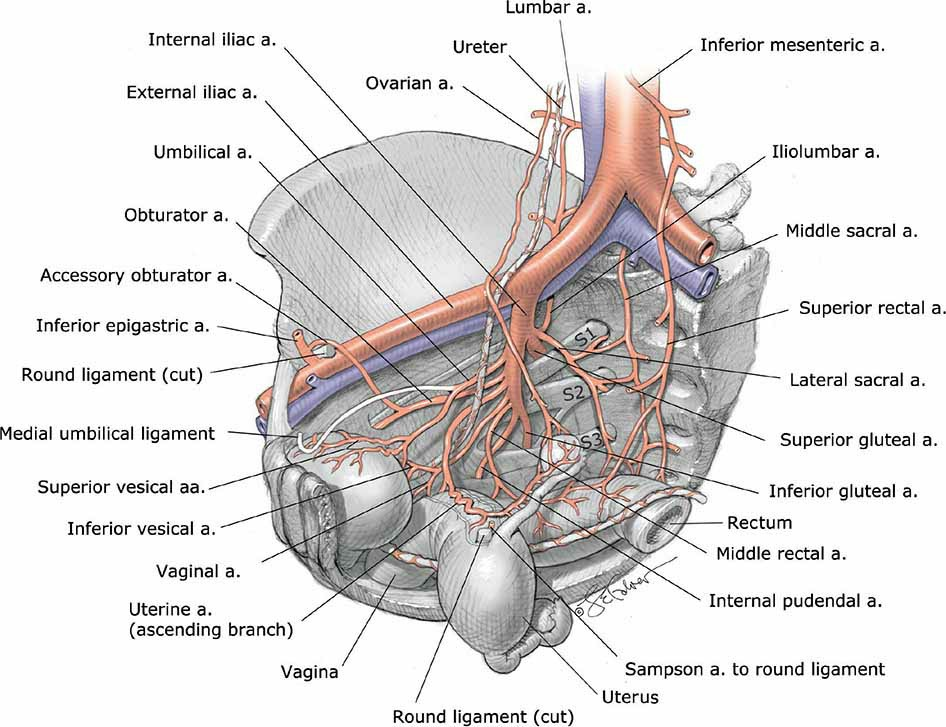 Lumbar a.
Internal iliac a.
Ureter
Inferior mesenteric a.
Ovarian a.
External iliac a.
Umbilical a.
Iliolumbar a.
Obturator a.
Middle sacral a.
Accessory obturator a.
Superior rectal a.
Inferior epigastric a.
Round ligament (cut)
Lateral sacral a.
Medial umbilical ligament
Superior gluteal a.
Superior vesical aa.
Inferior gluteal a.
Inferior vesical a.
Rectum
Middle rectal a.
Vaginal a.
Internal pudendal a.
Uterine a.
(ascending branch)
Vagina
Sampson a. to round ligament
Uterus
Round ligament (cut)
S1
S2
S3
©